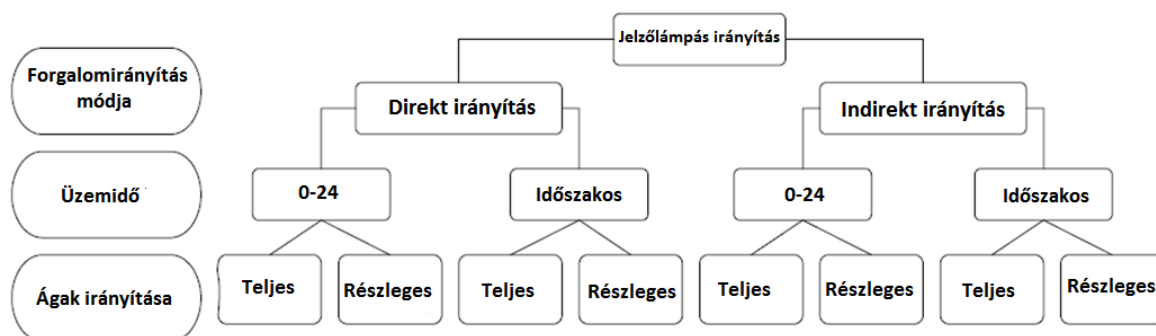 Jelzőlámpás irányítás
Forgalomirányítás
módja
Direkt irányítás
Indirekt irányítás
Üzemidő
0-24
Időszakos
0-24
Időszakos
Ágak irányítása
Teljes
Részleges
Teljes
Részleges
Teljes
Részleges
Teljes
Részleges